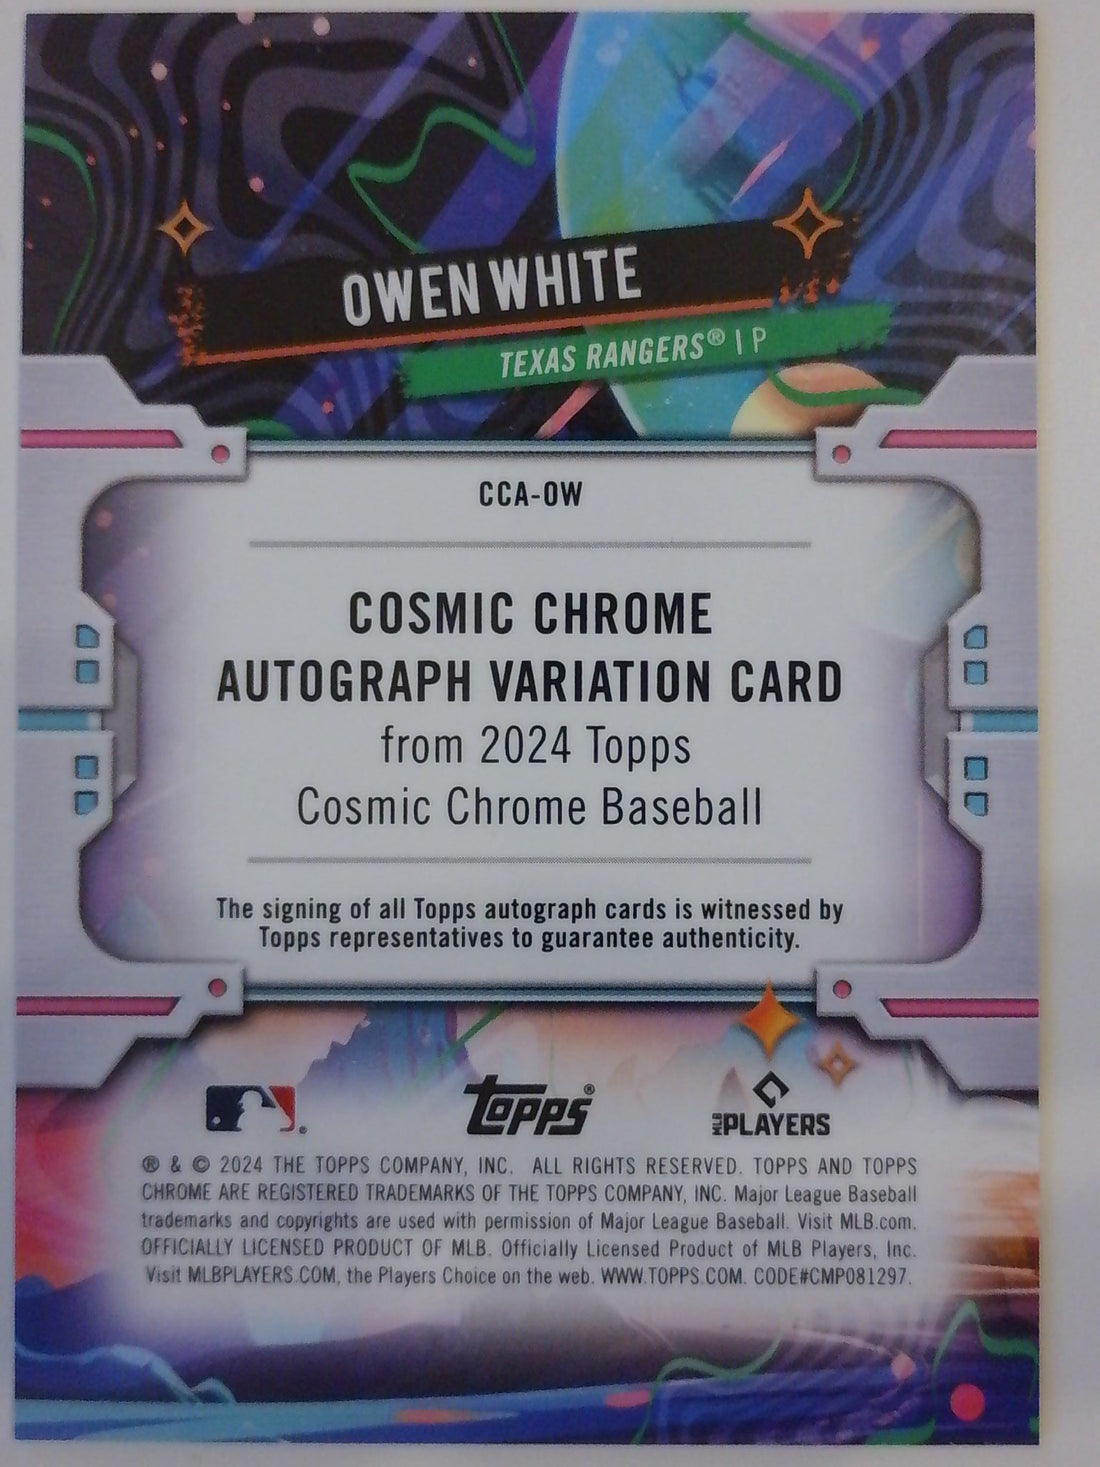 OWEN WHITE
TEXAS RANGERS® | P
CCA-OW
COSMIC CHROME
AUTOGRAPH VARIATION CARD
from 2024 Topps
Cosmic Chrome Baseball
The signing of all Topps autograph cards is witnessed by
Topps representatives to guarantee authenticity.
topps®
MLB PLAYERS
® & © 2024 THE TOPPS COMPANY, INC. ALL RIGHTS RESERVED. TOPPS AND TOPPS
CHROME ARE REGISTERED TRADEMARKS OF THE TOPPS COMPANY, INC. Major League Baseball
trademarks and copyrights are used with permission of Major League Baseball. Visit MLB.com.
OFFICIALLY LICENSED PRODUCT OF MLB. Officially Licensed Product of MLB Players, Inc.
Visit MLBPLAYERS.COM, the Players Choice on the web. WWW.TOPPS.COM. CODE#CMP081297.